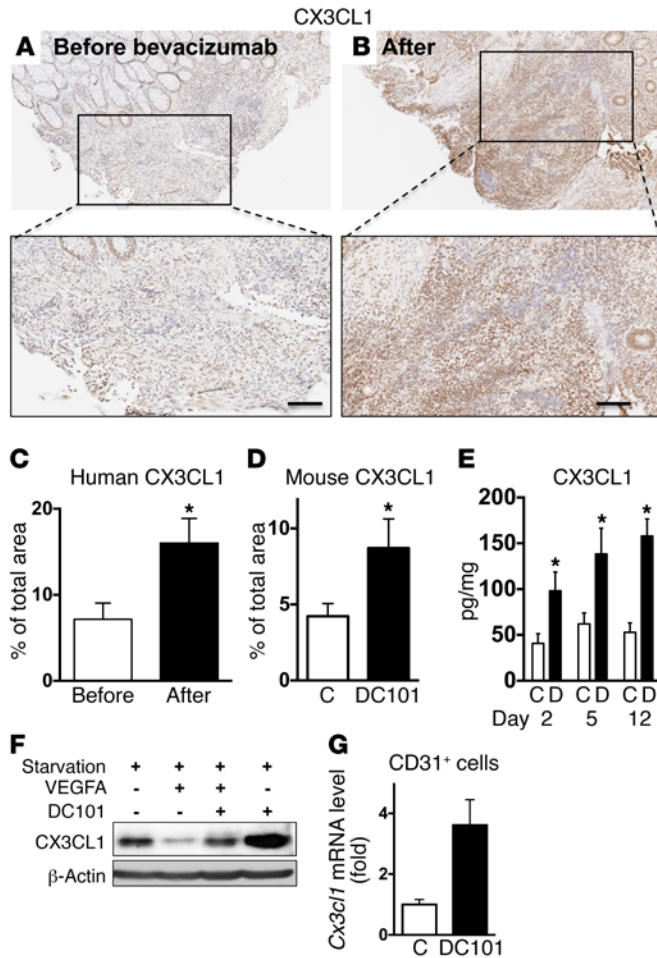 CX3CL1
A Before bevacizumab
B After
C Human CX3CL1
% of total area
20
10
0
*
Before After
D Mouse CX3CL1
% of total area
10
5
0
*
C DC101
E CX3CL1
pg/mg
200
150
100
50
0
* * *
C D C D C D
Day 2 5 12
F
Starvation + + + +
VEGFA - + + -
DC101 - - + +
CX3CL1
β-Actin
G CD31+ cells
Cx3cl1 mRNA level
(fold)
4
2
0
C DC101